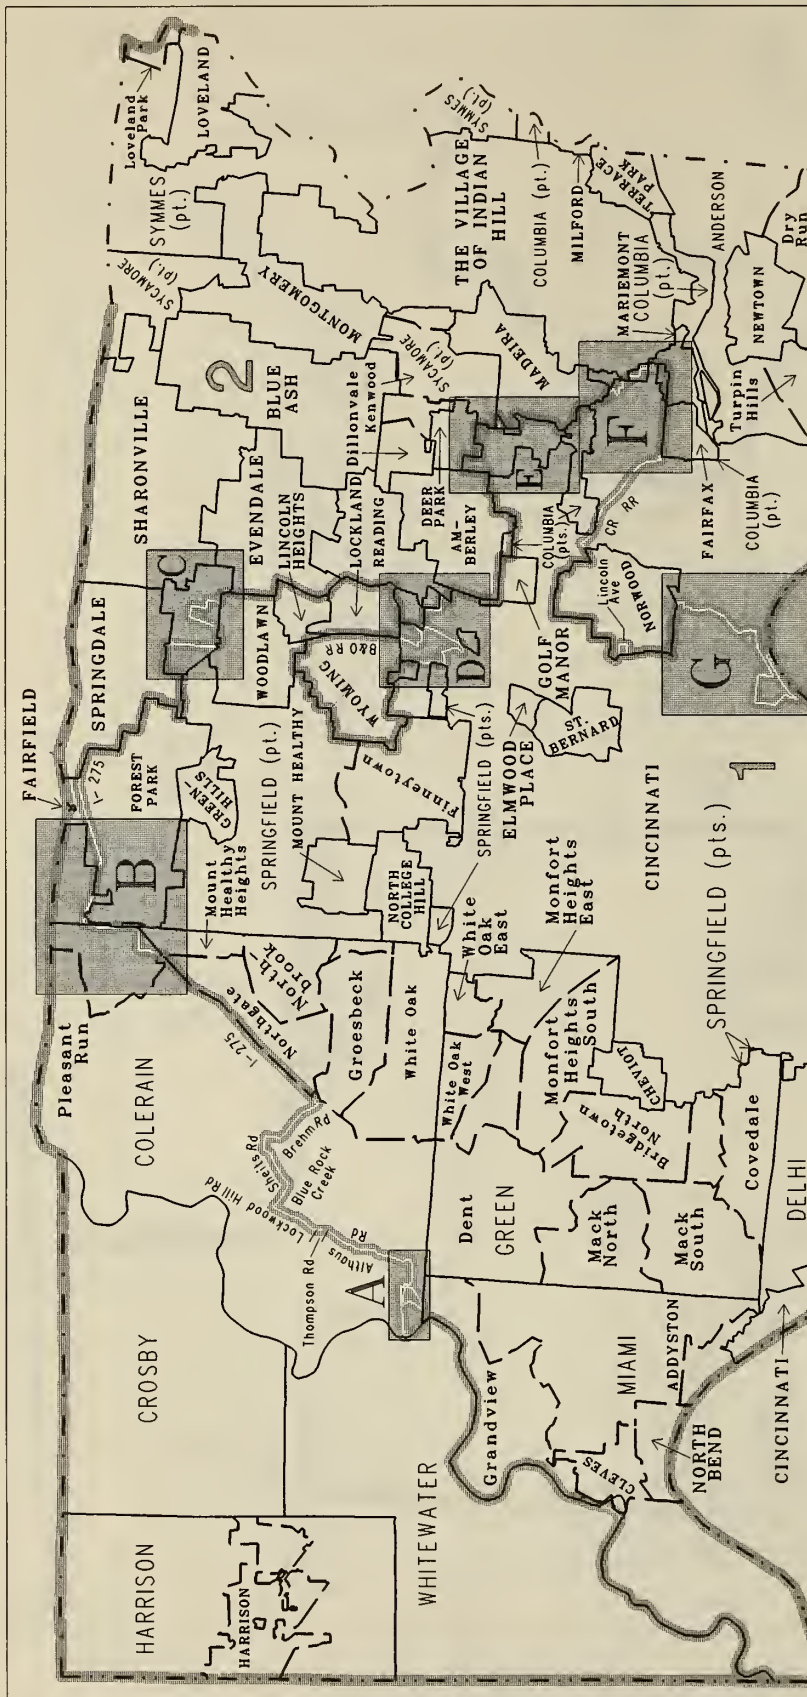 HARRISON
HARRISON
CROSBY
WHITEWATER
COLERAIN
Pleasant
Run
I-275
Northgate
North-
brook
Groesbeck
White Oak
Sheits Rd
Brehm Rd
Blue Rock
Creek
Lockwood Hill Rd
Thompson Rd
Althaus
Rd
A
Grandview
CLEVES
MIAMI
NORTH
BEND
ADDYSTON
CINCINNATI
Dent
GREEN
Mack
North
Mack
South
Bridgetown
North
Monfort
Heights
South
CHEVIOT
White Oak
West
White
Oak
East
Monfort
Heights
East
Covedale
DELHI
SPRINGFIELD (pts.)
FAIRFIELD
275
B
SPRINGDALE
FOREST
PARK
GREEN-
HILLS
Mount
Healthy
Heights
SPRINGFIELD (pt.)
MOUNT HEALTHY
NORTH
COLLEGE
HILL
Finneytown
SPRINGFIELD (pts.)
C
WOODLAWN
WYOMING
B&O RR
D
ELMWOOD
PLACE
ST.
BERNARD
GOLF
MANOR
CINCINNATI
1
SHARONVILLE
EVENDALE
LINCOLN
HEIGHTS
LOCKLAND
READING
2
BLUE
ASH
Dillonvale
Kenwood
DEER
PARK
AM-
BERLEY
COLUMBIA
(pts.)
E
F
CR RR
Lincoln
Ave
NORWOOD
G
SYCAMORE
(pt.)
SYMMES
(pt.)
Loveland
Park
LOVELAND
MONTGOMERY
SYCAMORE
(pt.)
MADEIRA
THE VILLAGE
OF INDIAN
HILL
SYMMES
(pt.)
COLUMBIA (pt.)
MILFORD
TERRACE
PARK
MARIEMONT
COLUMBIA
(pt.)
ANDERSON
NEWTOWN
Dry
Run
Turpin
Hills
FAIRFAX
COLUMBIA
(pt.)